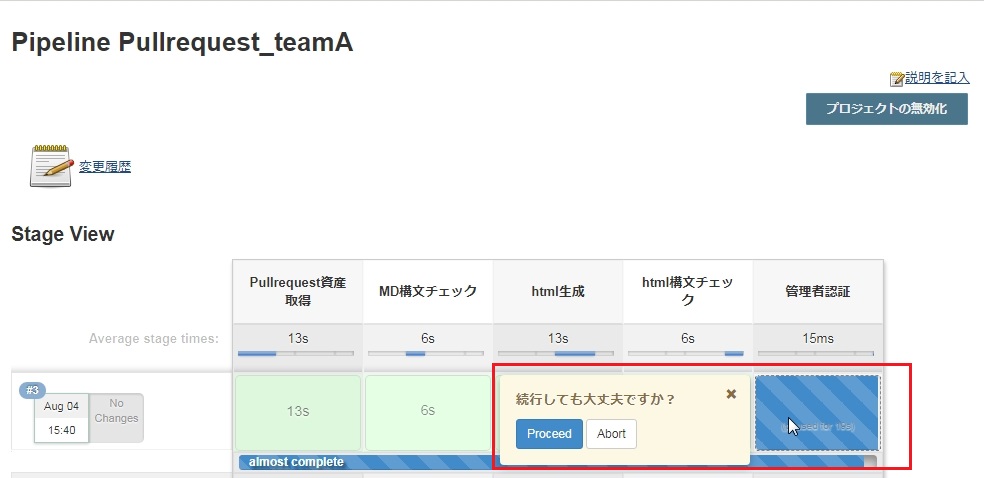 Pipeline Pullrequest_teamA
説明を記入
プロジェクトの無効化
変更履歴
Stage View
Pullrequest資産
取得
MD構文チェック
html生成
html構文チェッ
ク
管理者認証
Average stage times:
13s
6s
13s
6s
15ms
#3
Aug 04
15:40
No
Changes
13s
6s
続行しても大丈夫ですか？
Proceed
Abort
for 19s)
almost complete